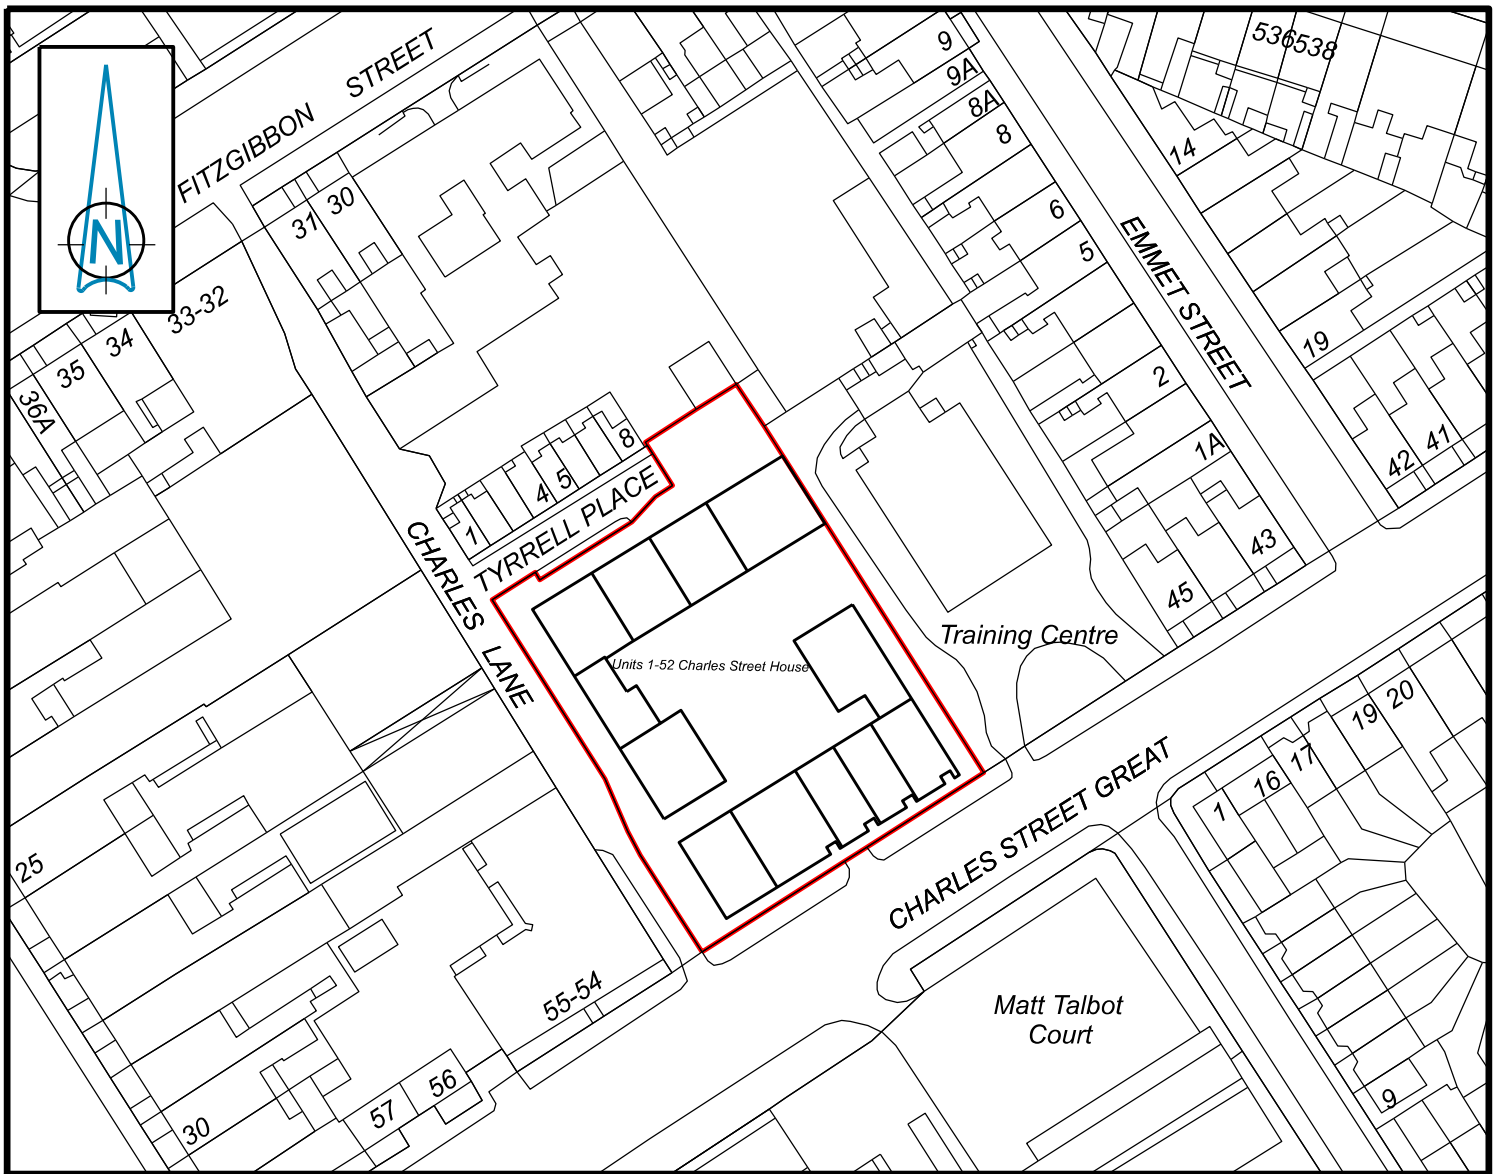 FITZGIBBON STREET
536
538
9
9A
8A
8
6
5
2
1A
14
EMMET STREET
19
42
41
43
45
N
31
30
33-32
34
35
36A
1
4
5
8
TYRRELL PLACE
CHARLES LANE
Units 1-52 Charles Street House
Training Centre
CHARLES STREET GREAT
1
16
17
19
20
25
55-54
Matt Talbot
Court
56
57
30
9